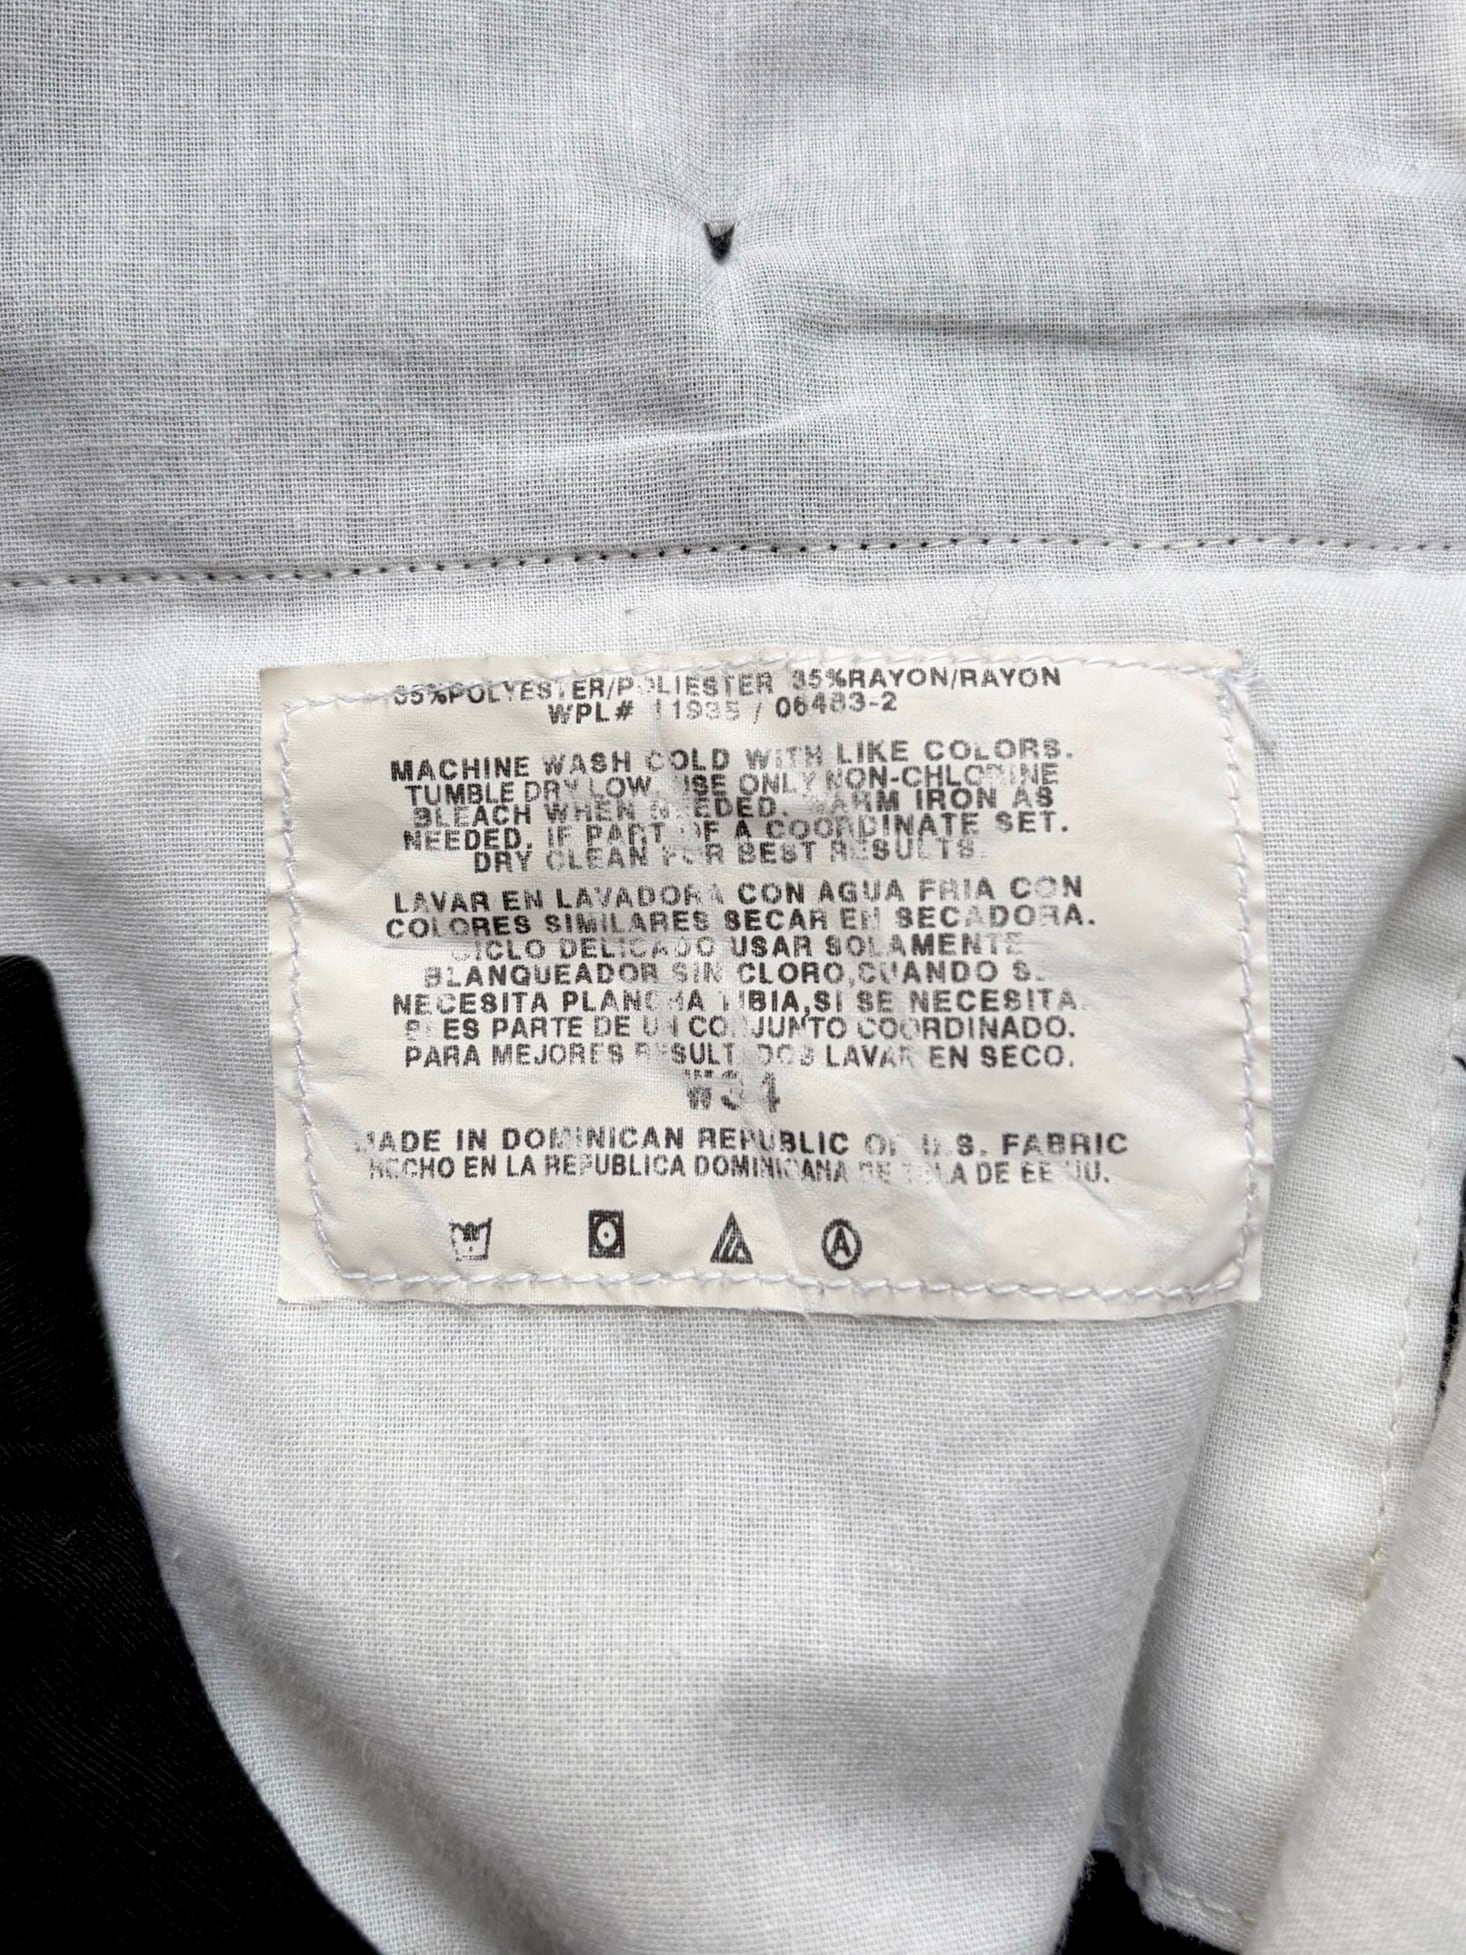 65%POLYESTER/POLIESTER 35%RAYON/RAYON
WPL# 11935 / 06483-2
MACHINE WASH COLD WITH LIKE COLORS.
TUMBLE DRY LOW. USE ONLY NON-CHLORINE
BLEACH WHEN NEEDED. WARM IRON AS
NEEDED. IF PART OF A COORDINATE SET.
DRY CLEAN FOR BEST RESULTS.
LAVAR EN LAVADORA CON AGUA FRIA CON
COLORES SIMILARES SECAR EN SECADORA.
CICLO DELICADO USAR SOLAMENTE
BLANQUEADOR SIN CLORO,CUANDO SE
NECESITA PLANCHA TIBIA,SI SE NECESITA.
SI ES PARTE DE UN CONJUNTO COORDINADO.
PARA MEJORES RESULTADOS LAVAR EN SECO.
W34
MADE IN DOMINICAN REPUBLIC OF U.S. FABRIC
HECHO EN LA REPUBLICA DOMINICANA DE TELA DE EE UU.
A